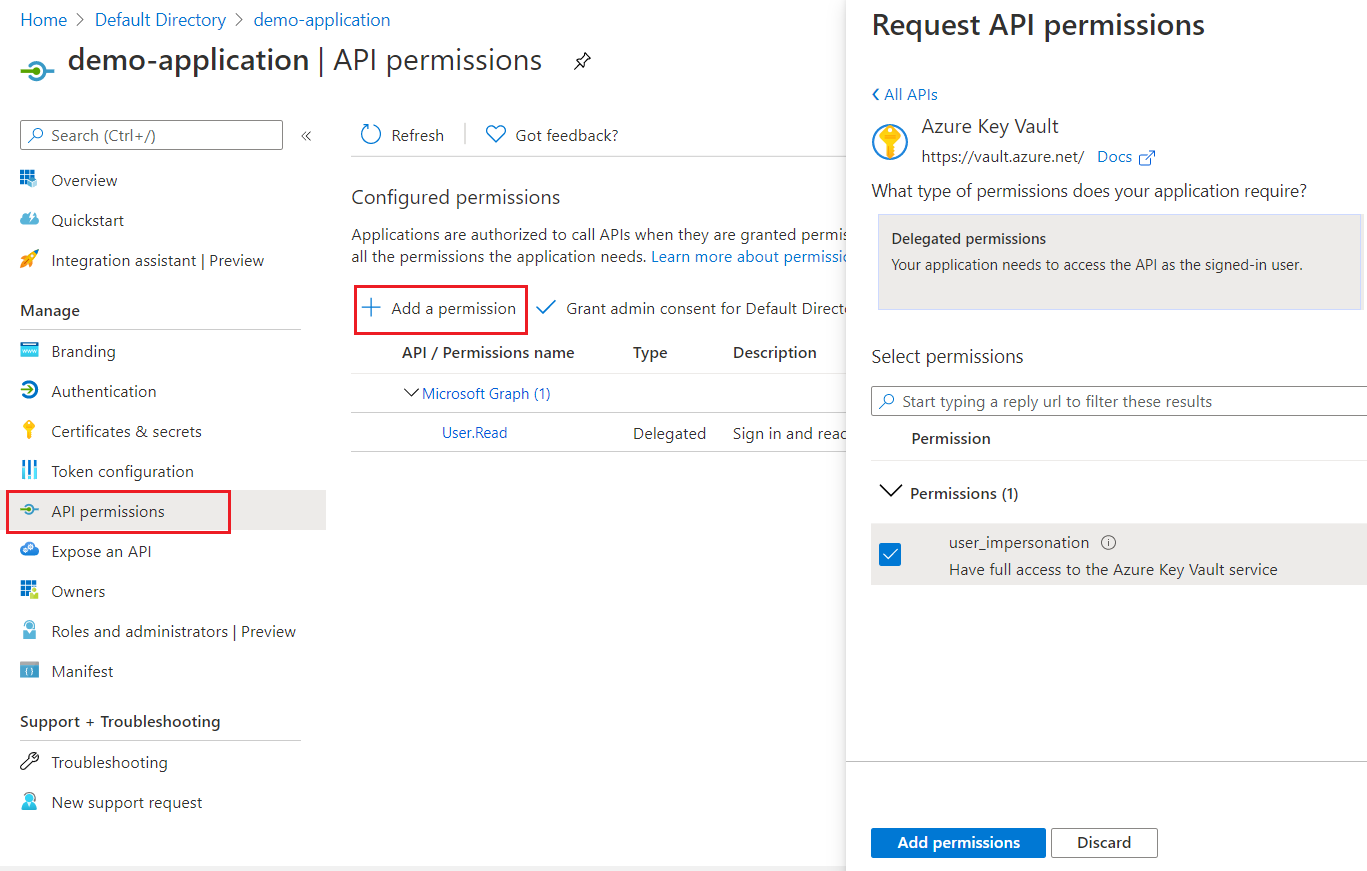 Home > Default Directory > demo-application
demo-application | API permissions
Search (Ctrl+/)
«
Overview
Quickstart
Integration assistant | Preview
Manage
Branding
Authentication
Certificates & secrets
Token configuration
API permissions
Expose an API
Owners
Roles and administrators | Preview
Manifest
Support + Troubleshooting
Troubleshooting
New support request
Refresh
Got feedback?
Configured permissions
Applications are authorized to call APIs when they are granted permis
all the permissions the application needs. Learn more about permissio
Add a permission
Grant admin consent for Default Directo
API / Permissions name Type Description
Microsoft Graph (1)
User.Read Delegated Sign in and read
Request API permissions
All APIs
Azure Key Vault
https://vault.azure.net/ Docs
What type of permissions does your application require?
Delegated permissions
Your application needs to access the API as the signed-in user.
Select permissions
Start typing a reply url to filter these results
Permission
Permissions (1)
user_impersonation
Have full access to the Azure Key Vault service
Add permissions
Discard